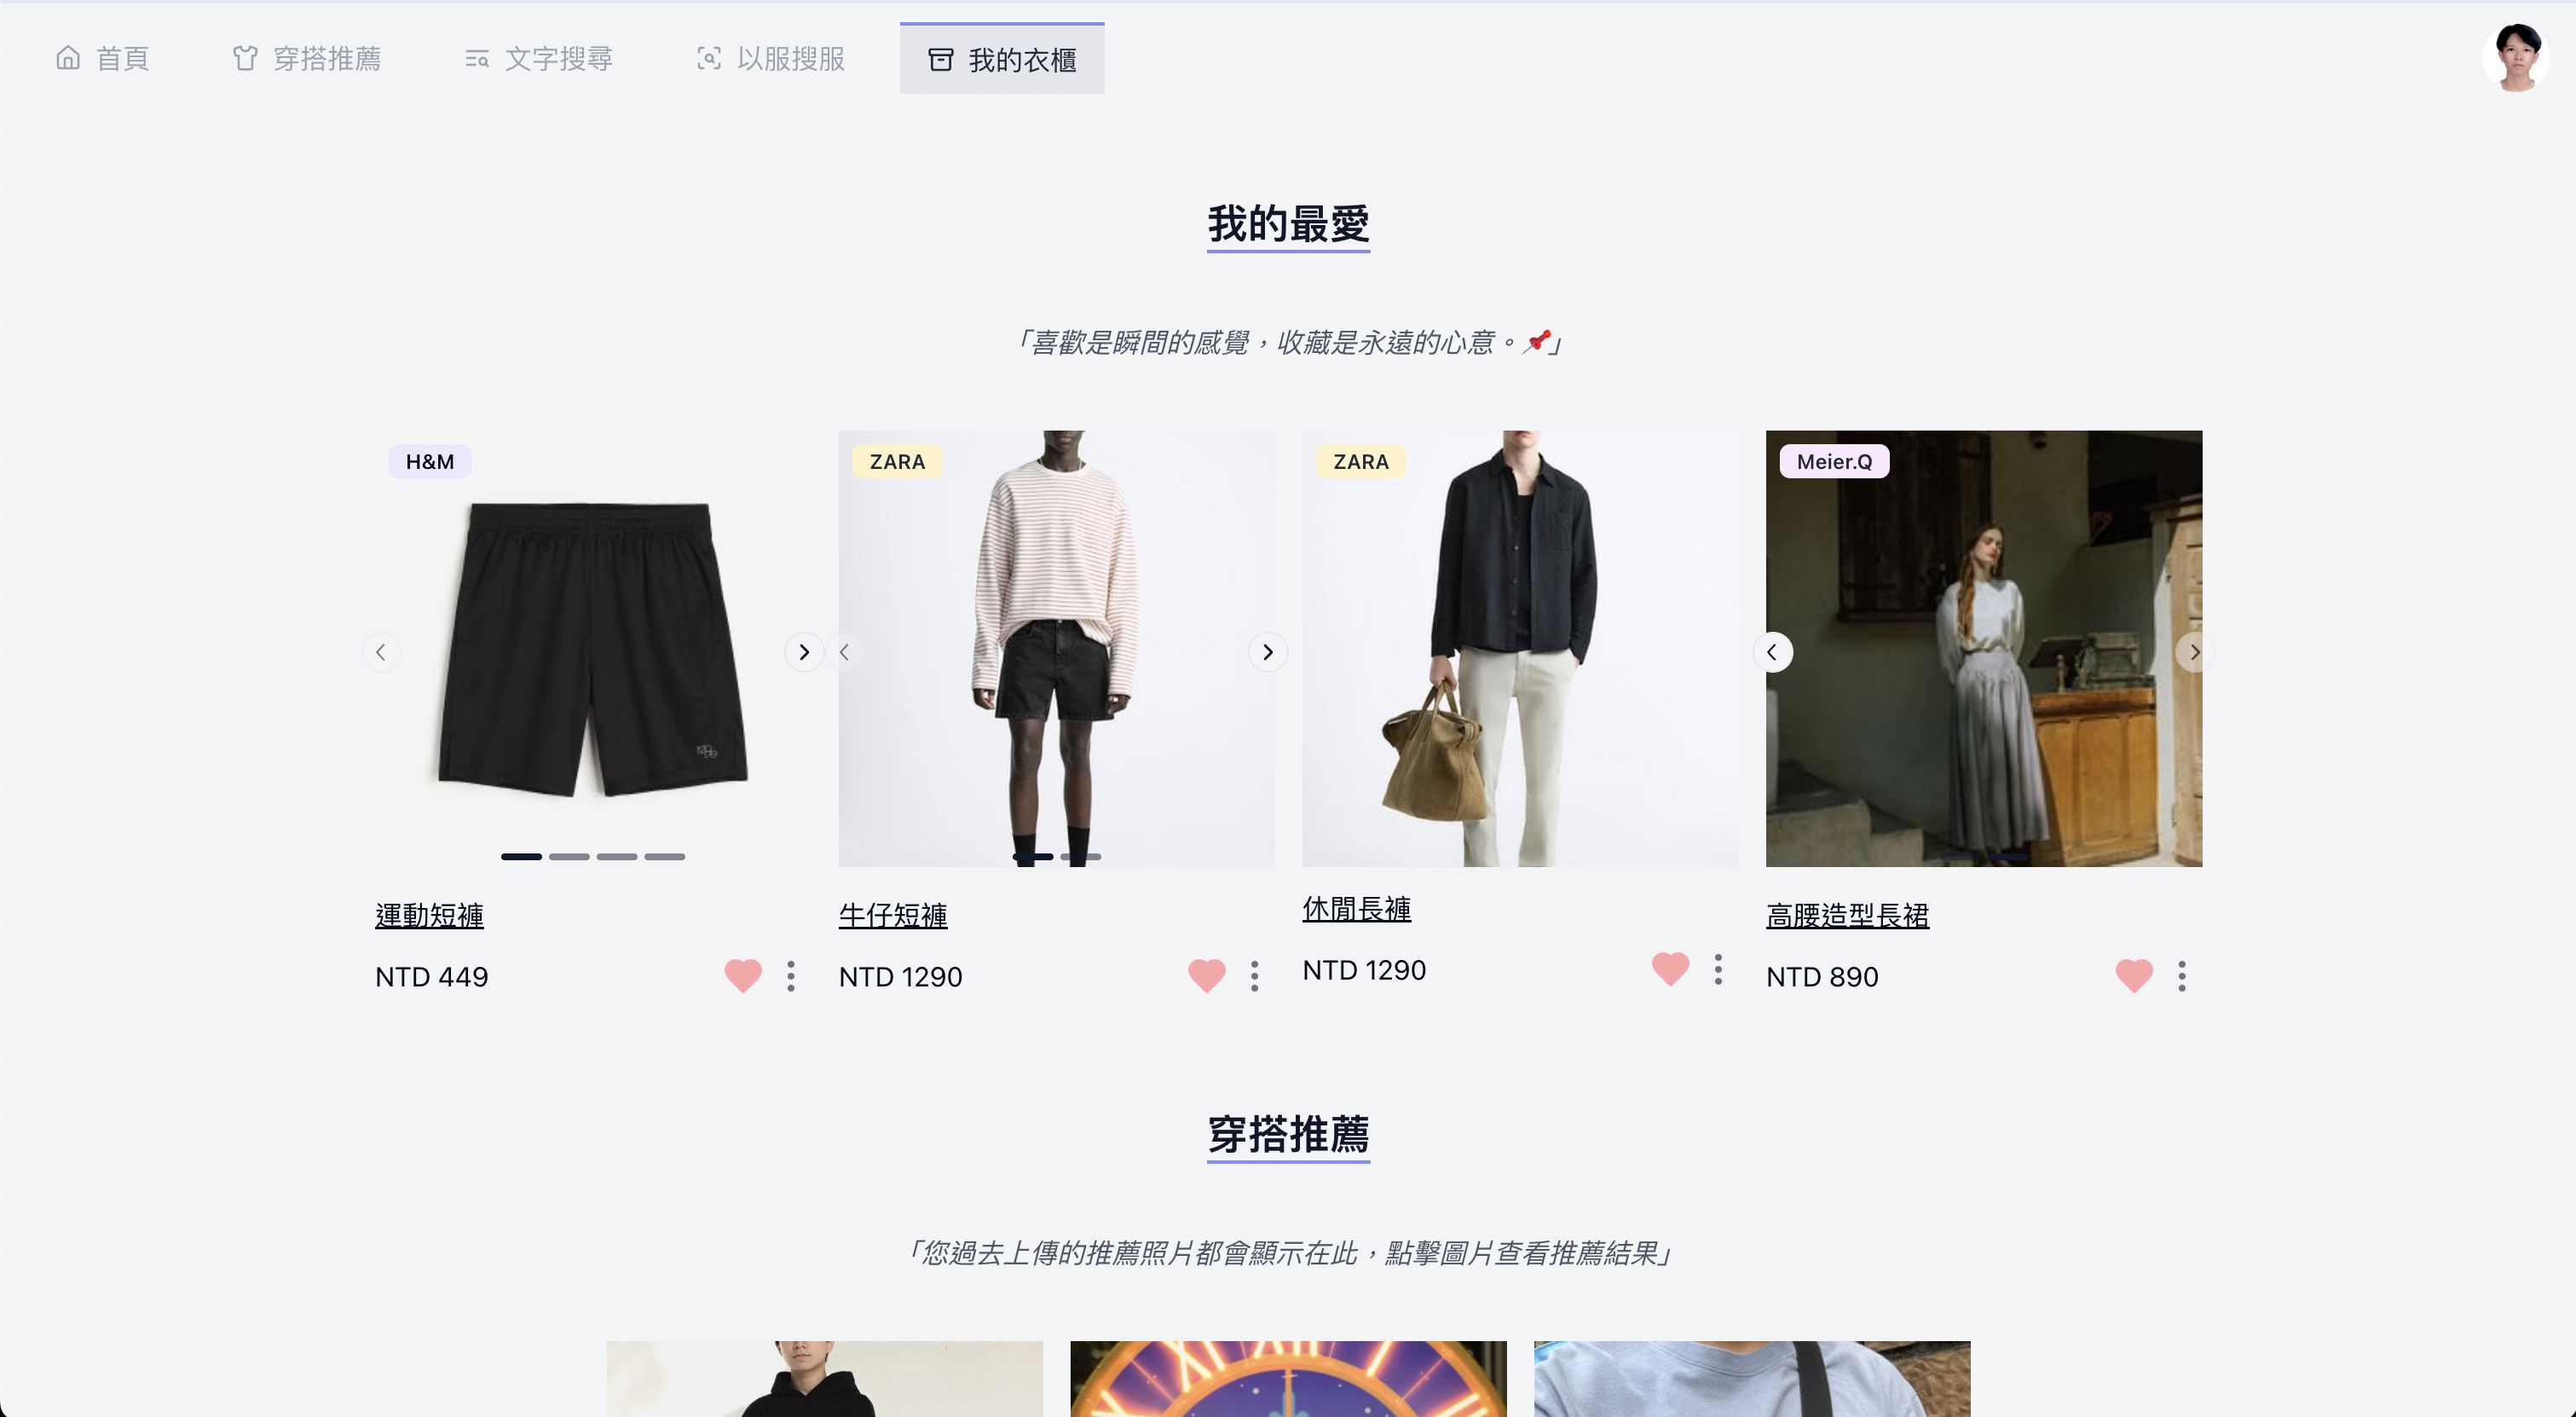 首頁
穿搭推薦
文字搜尋
以服搜服
我的衣櫃
我的最愛
「喜歡是瞬間的感覺，收藏是永遠的心意。📌」
H&M
ZARA
ZARA
Meier.Q
運動短褲
牛仔短褲
休閒長褲
高腰造型長裙
NTD 449
NTD 1290
NTD 1290
NTD 890
穿搭推薦
「您過去上傳的推薦照片都會顯示在此，點擊圖片查看推薦結果」